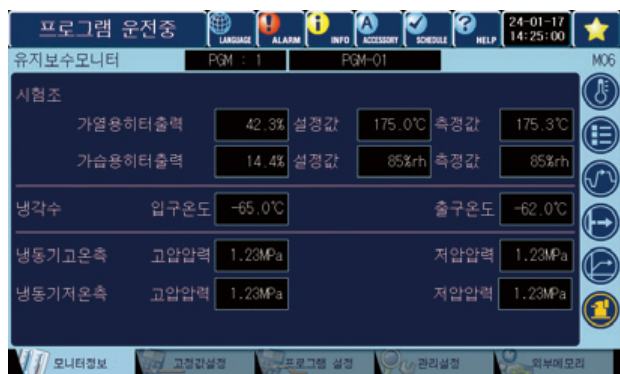 프로그램 운전중 LANGUAGE ALARM INFO ACCESSORY SCHEDULE HELP 24-01-17 14:25:00
유지보수모니터 PGM : 1 PGM-01 M06
시험조
가열용히터출력 42.3% 설정값 175.0℃ 측정값 175.3℃
가습용히터출력 14.4% 설정값 85%rh 측정값 85%rh
냉각수 입구온도 -65.0℃ 출구온도 -62.0℃
냉동기고온측 고압압력 1.23MPa 저압압력 1.23MPa
냉동기저온측 고압압력 1.23MPa 저압압력 1.23MPa
모니터정보 고정값설정 프로그램 설정 관리설정 외부메모리